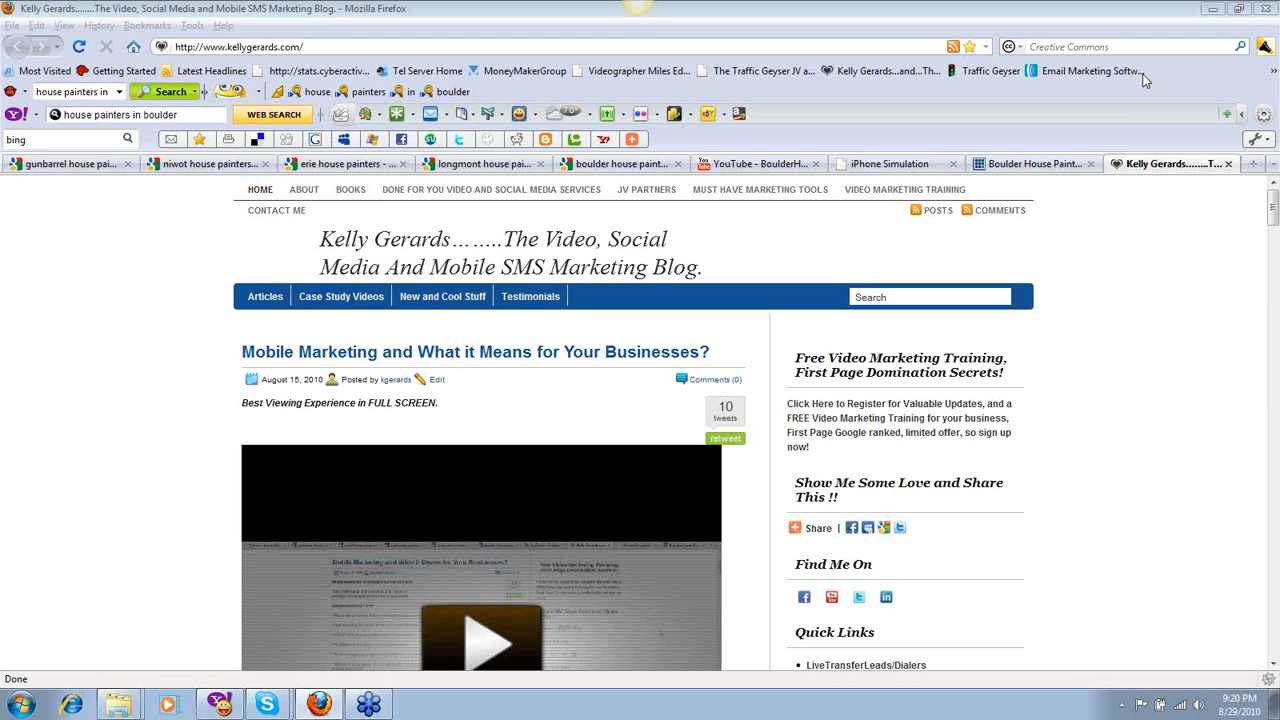 Kelly Gerards........The Video, Social Media and Mobile SMS Marketing Blog. - Mozilla Firefox
File Edit View History Bookmarks Tools Help
http://www.kellygerards.com/
Creative Commons
Most Visited Getting Started Latest Headlines http://stats.cyberactiv... Tel Server Home MoneyMakerGroup Videographer Miles Ed... The Traffic Geyser JV a... Kelly Gerards...and...Th... Traffic Geyser Email Marketing Softw...
house painters in Search house painters in boulder
Y! house painters in boulder WEB SEARCH 70°
bing
gunbarrel house pai... niwot house painters... erie house painters - ... longmont house pai... boulder house paint... YouTube - BoulderH... iPhone Simulation Boulder House Paint... Kelly Gerards........T...
HOME ABOUT BOOKS DONE FOR YOU VIDEO AND SOCIAL MEDIA SERVICES JV PARTNERS MUST HAVE MARKETING TOOLS VIDEO MARKETING TRAINING
CONTACT ME
POSTS COMMENTS
Kelly Gerards........The Video, Social
Media And Mobile SMS Marketing Blog.
Articles Case Study Videos New and Cool Stuff Testimonials
Search
Mobile Marketing and What it Means for Your Businesses?
August 15, 2010 Posted by kgerards Edit Comments (0)
Best Viewing Experience in FULL SCREEN.
10
tweets
retweet
Free Video Marketing Training,
First Page Domination Secrets!
Click Here to Register for Valuable Updates, and a
FREE Video Marketing Training for your business,
First Page Google ranked, limited offer, so sign up
now!
Show Me Some Love and Share
This !!
Share
Find Me On
Quick Links
LiveTransferLeads/Dialers
Done
9:20 PM
8/29/2010